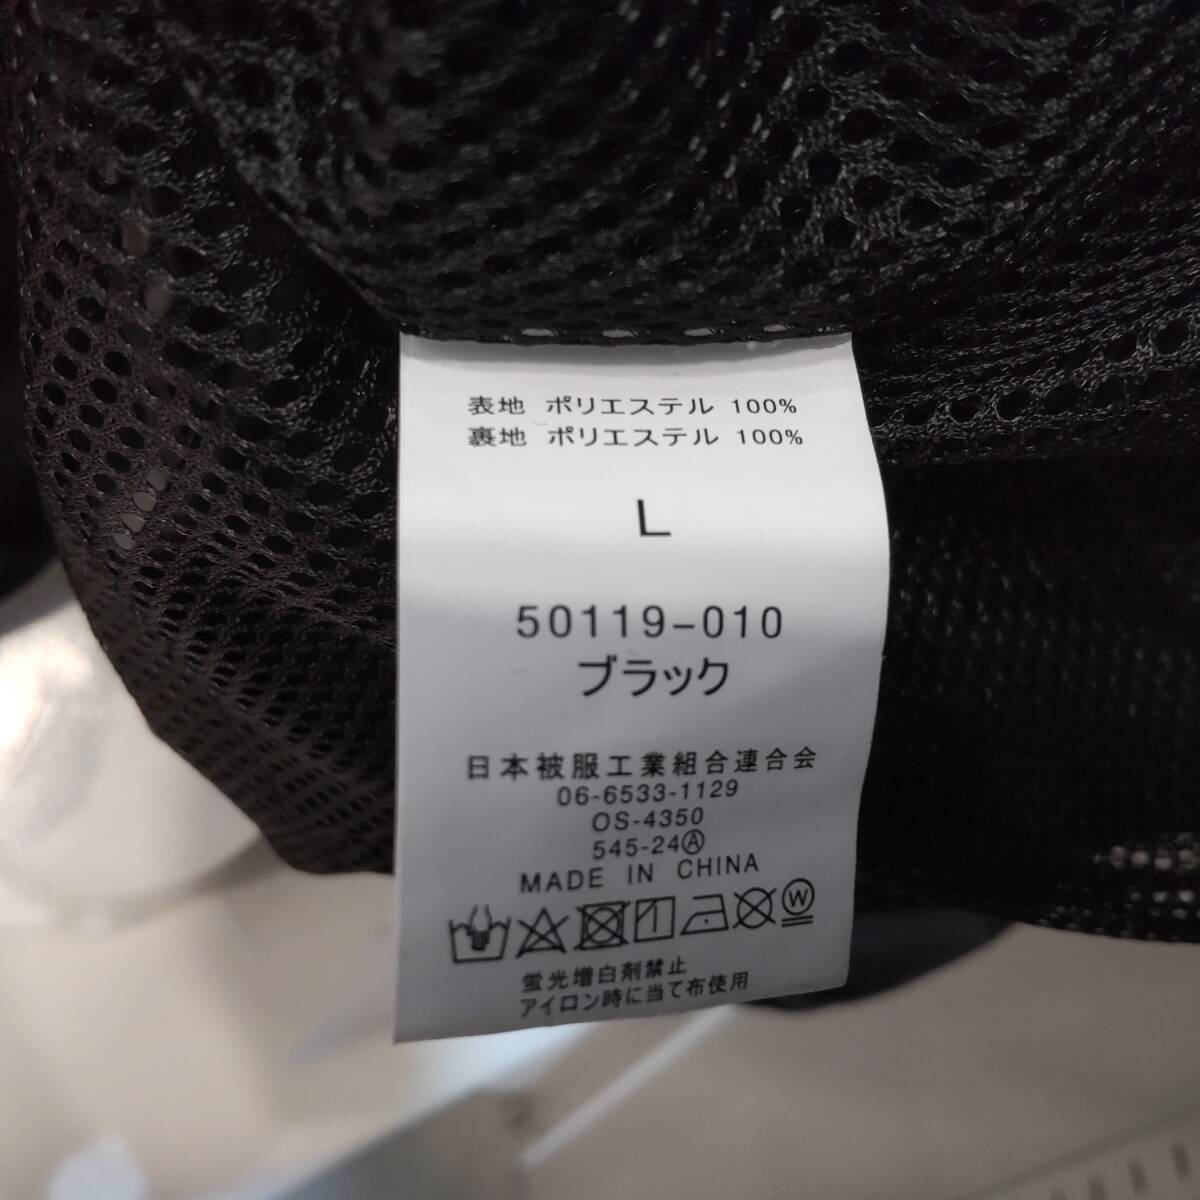 表地 ポリエステル 100%
裏地 ポリエステル 100%
L
50119-010
ブラック
日本被服工業組合連合会
06-6533-1129
OS-4350
545-24Ⓐ
MADE IN CHINA
W
蛍光増白剤禁止
アイロン時に当て布使用